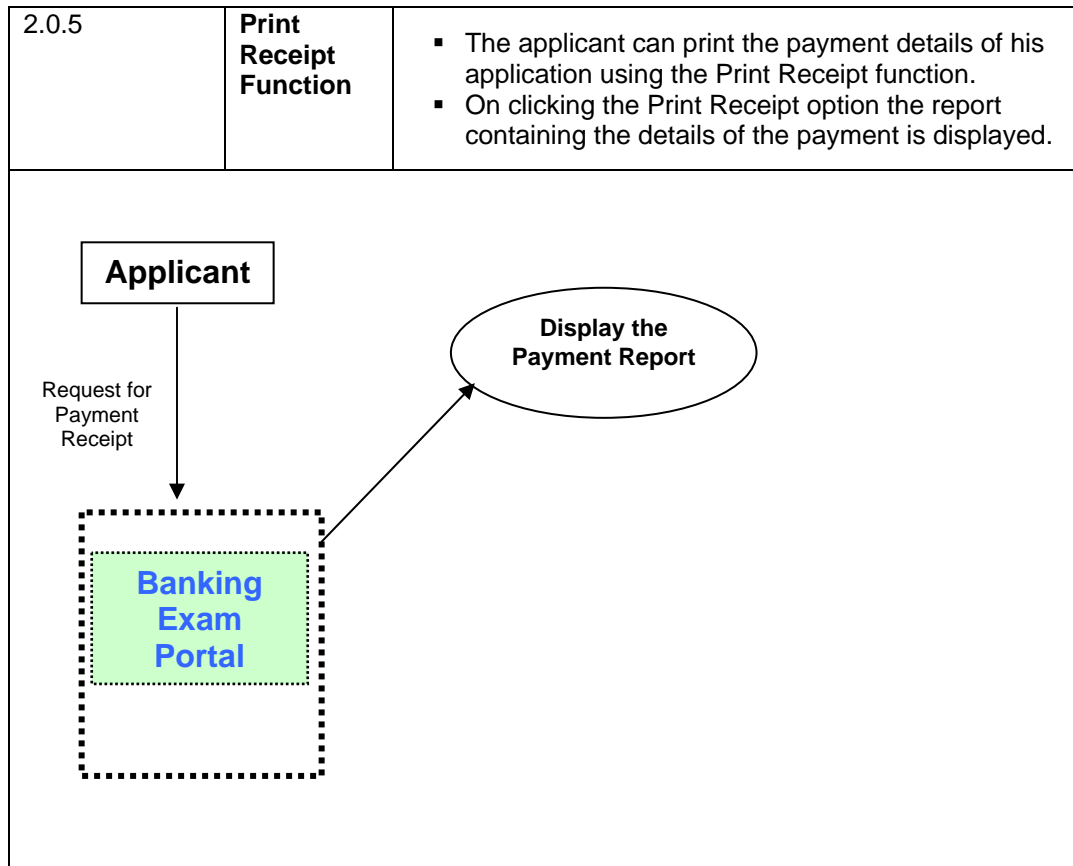 2.0.5
Print
Receipt
Function
▪ The applicant can print the payment details of his
application using the Print Receipt function.
▪ On clicking the Print Receipt option the report
containing the details of the payment is displayed.
Applicant
Display the
Payment Report
Request for
Payment
Receipt
Banking
Exam
Portal